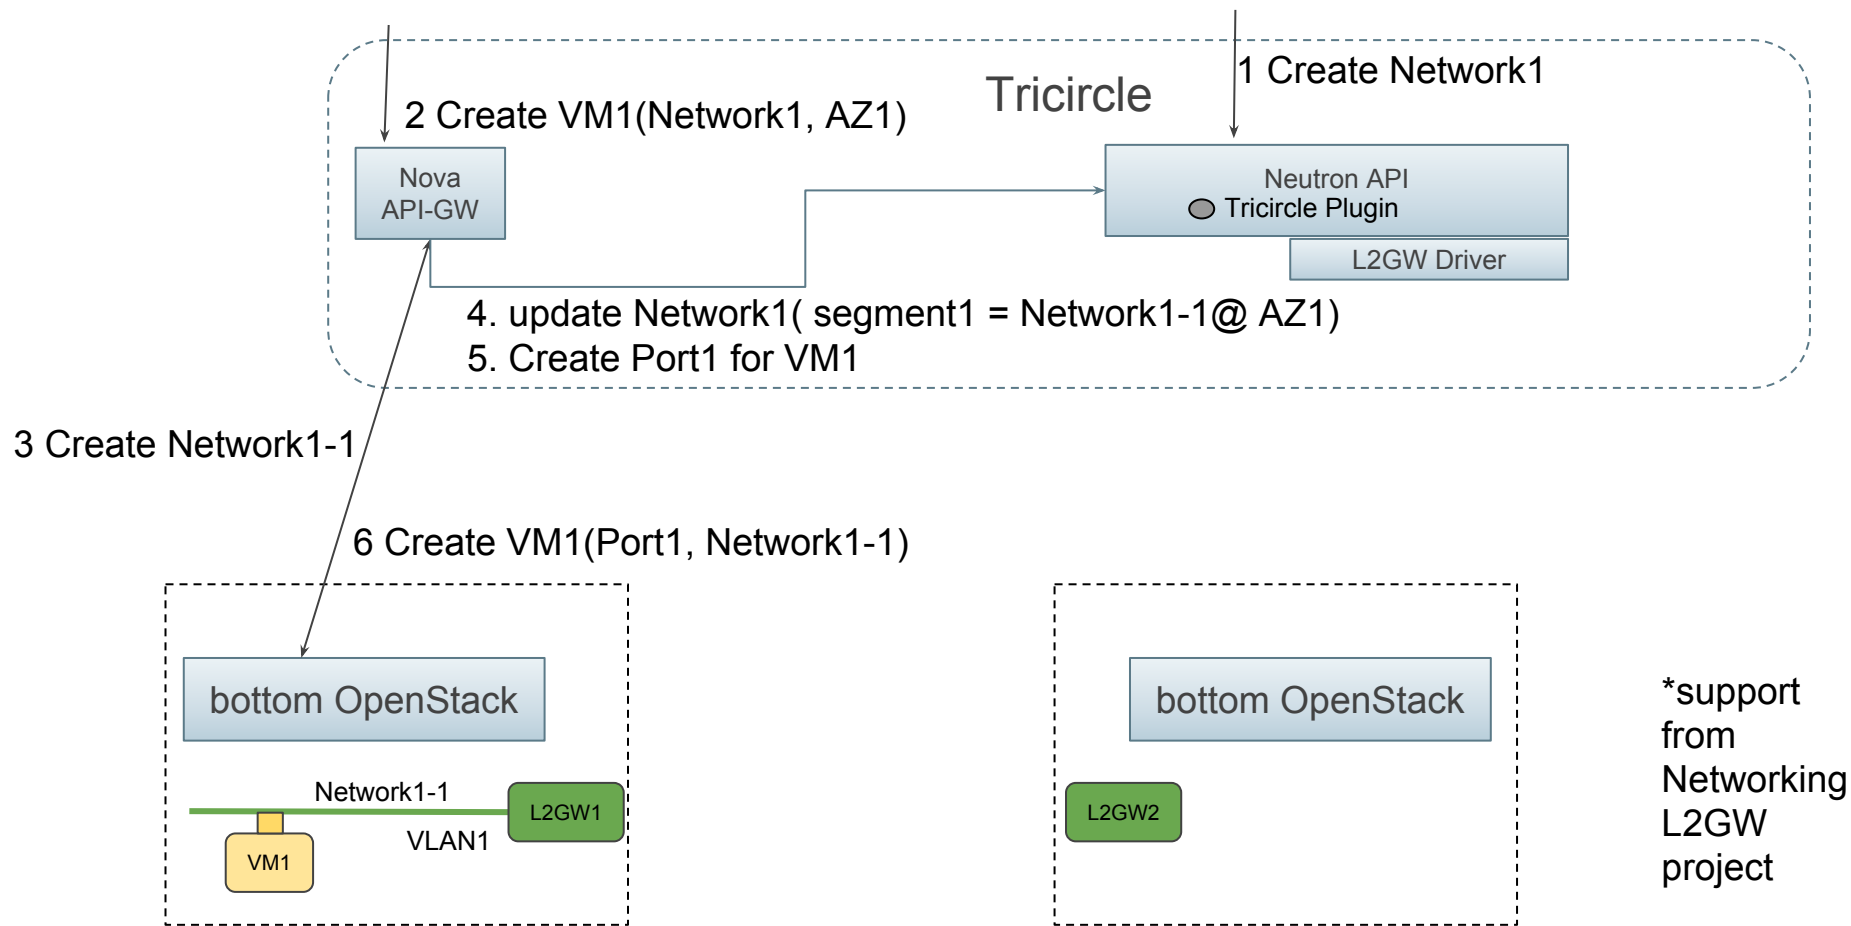 1 Create Network1
Tricircle
2 Create VM1(Network1, AZ1)
Nova
API-GW
Neutron API
Tricircle Plugin
L2GW Driver
4. update Network1( segment1 = Network1-1@ AZ1)
5. Create Port1 for VM1
3 Create Network1-1
6 Create VM1(Port1, Network1-1)
bottom OpenStack
Network1-1
L2GW1
VLAN1
VM1
bottom OpenStack
L2GW2
*support
from
Networking
L2GW
project